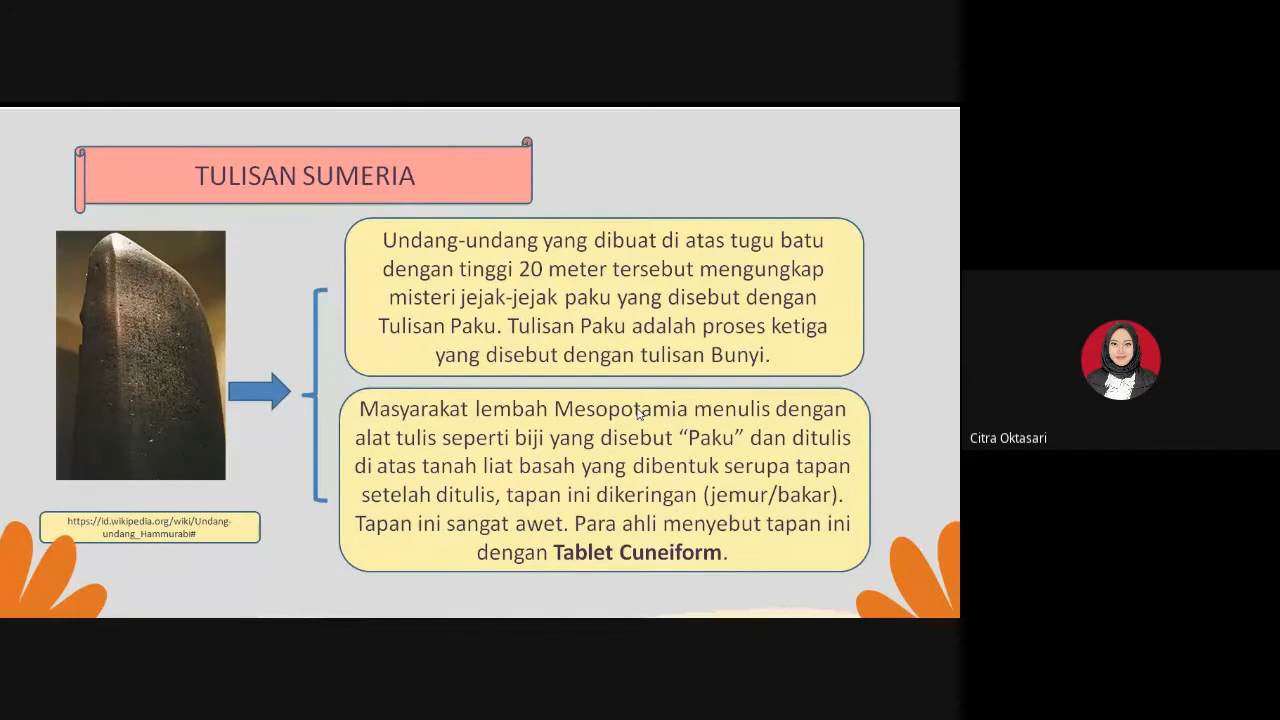 TULISAN SUMERIA
Undang-undang yang dibuat di atas tugu batu
dengan tinggi 20 meter tersebut mengungkap
misteri jejak-jejak paku yang disebut dengan
Tulisan Paku. Tulisan Paku adalah proses ketiga
yang disebut dengan tulisan Bunyi.
Masyarakat lembah Mesopotamia menulis dengan
alat tulis seperti biji yang disebut “Paku” dan ditulis
di atas tanah liat basah yang dibentuk serupa tapan
setelah ditulis, tapan ini dikeringan (jemur/bakar).
Tapan ini sangat awet. Para ahli menyebut tapan ini
dengan Tablet Cuneiform.
https://id.wikipedia.org/wiki/Undang-
undang_Hammurabi#
Citra Oktasari